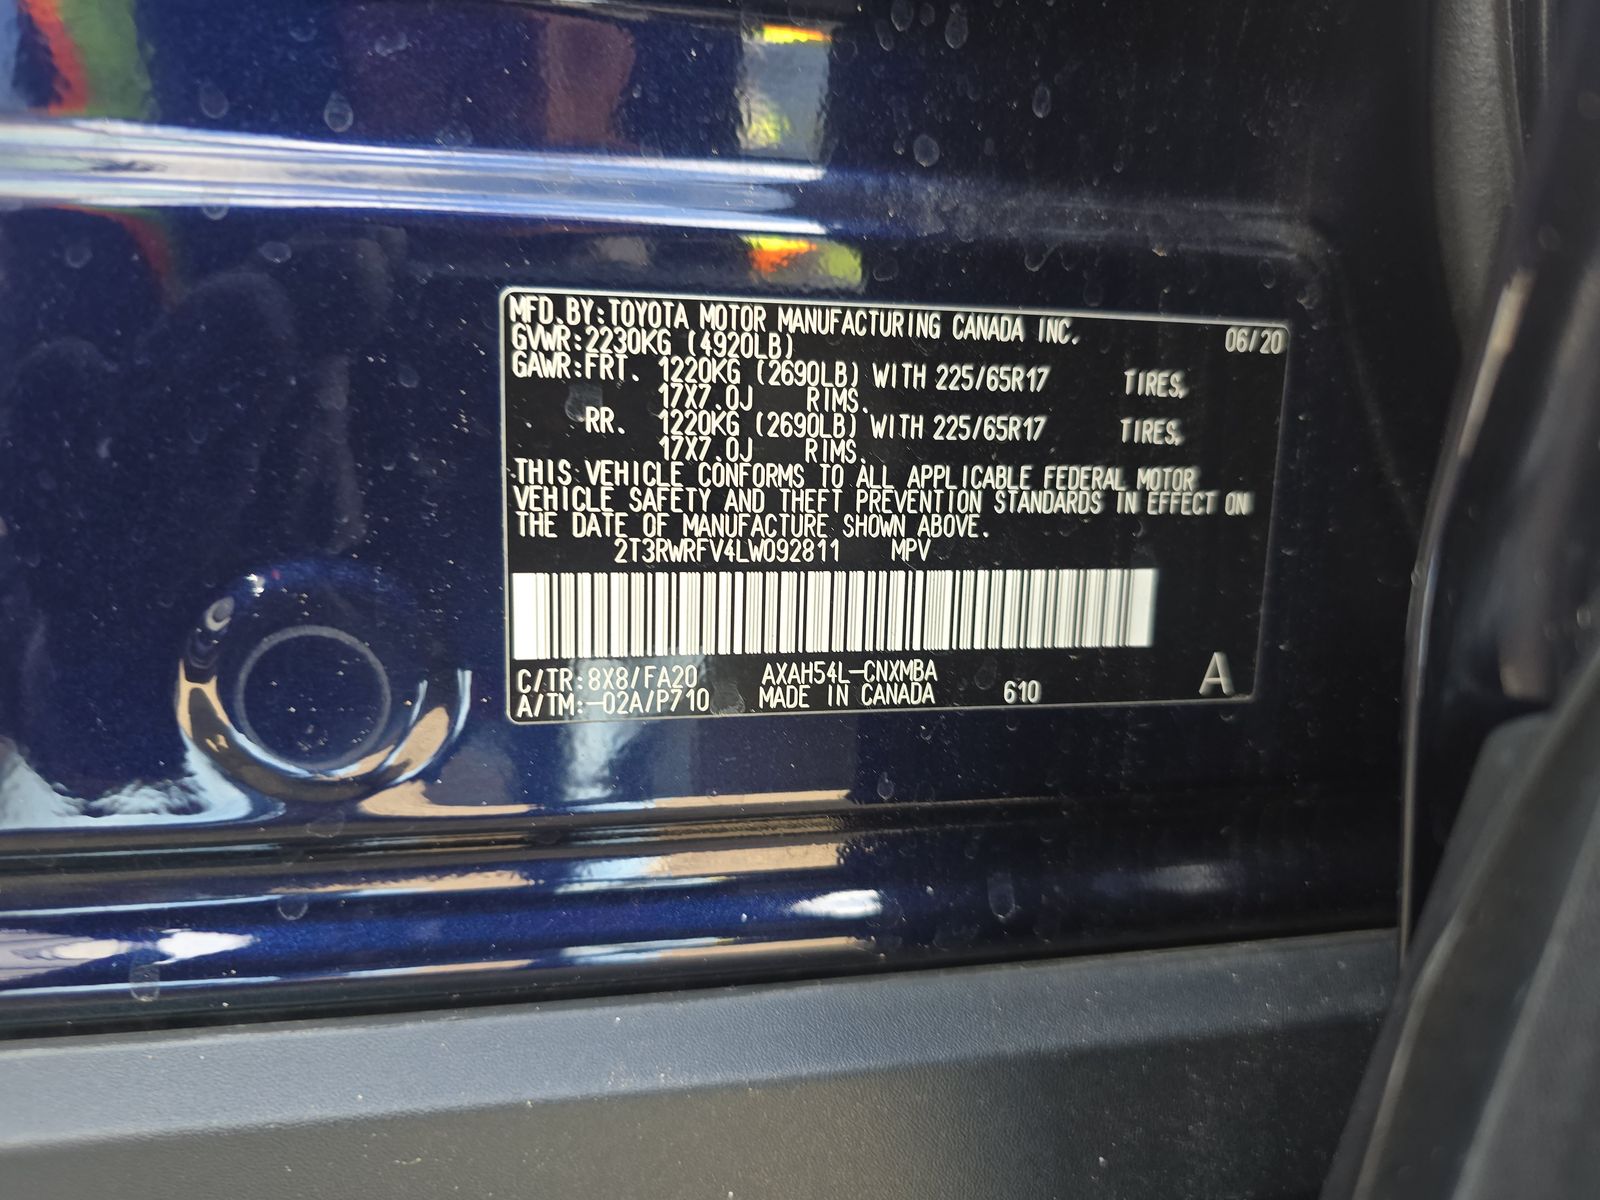 MFD.BY:TOYOTA MOTOR MANUFACTURING CANADA INC. 06/20
GVWR:2230KG (4920LB)
GAWR:FRT. 1220KG (2690LB) WITH 225/65R17 TIRES,
17X7.0J RIMS.
RR. 1220KG (2690LB) WITH 225/65R17 TIRES,
17X7.0J RIMS.
THIS VEHICLE CONFORMS TO ALL APPLICABLE FEDERAL MOTOR
VEHICLE SAFETY AND THEFT PREVENTION STANDARDS IN EFFECT ON
THE DATE OF MANUFACTURE SHOWN ABOVE.
2T3RWRFV4LW092811 MPV
C/TR:8X8/FA20 AXAH54L-CNXMBA
A/TM:-02A/P710 MADE IN CANADA 610 A